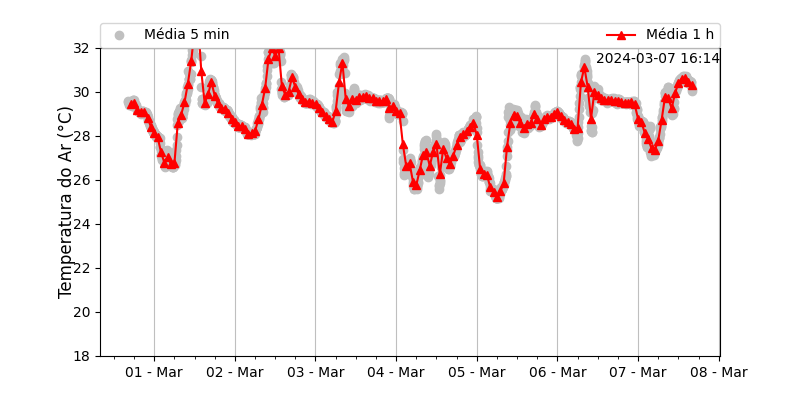 Média 5 min
Média 1 h
2024-03-07 16:14
Temperatura do Ar (°C)
32
30
28
26
24
22
20
18
01 - Mar
02 - Mar
03 - Mar
04 - Mar
05 - Mar
06 - Mar
07 - Mar
08 - Mar